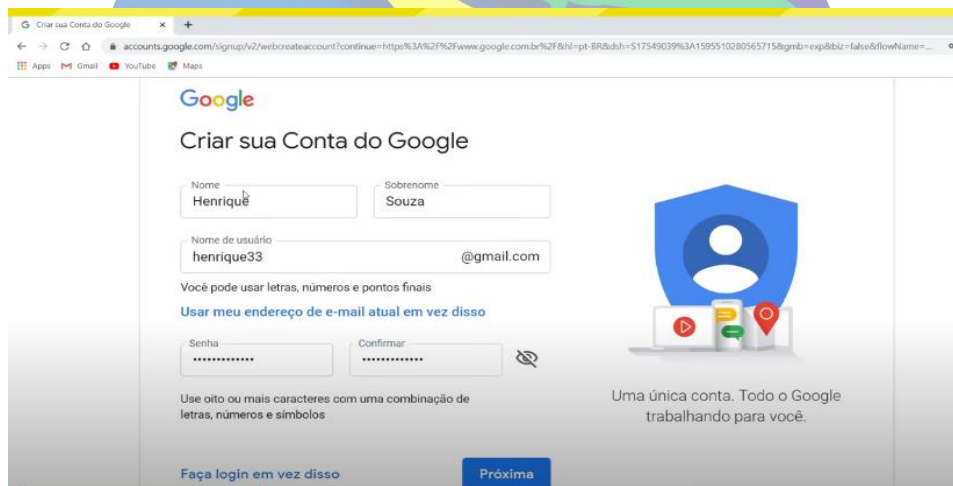 Criar sua Conta do Google
accounts.google.com/signup/v2/webcreateaccount?continue=https%3A%2F%2Fwww.google.com.br%2F&hl=pt-BR&dsh=S17549039%3A1595510280565715&gmb=exp&biz=false&flowName=...
Apps Gmail YouTube Maps
Google
Criar sua Conta do Google
Nome Sobrenome
Henrique Souza
Nome de usuário
henrique33 @gmail.com
Você pode usar letras, números e pontos finais
Usar meu endereço de e-mail atual em vez disso
Senha Confirmar
••••••••••••• •••••••••••••
Use oito ou mais caracteres com uma combinação de
letras, números e símbolos
Uma única conta. Todo o Google
trabalhando para você.
Faça login em vez disso Próxima